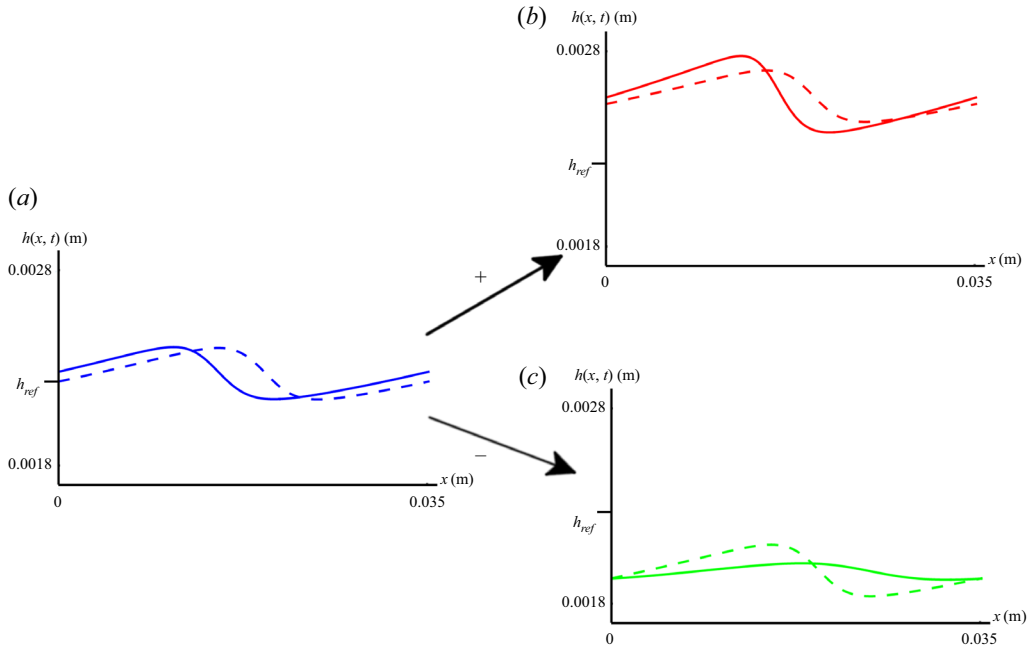 (a)
h(x, t) (m)
0.0028
h_ref
0.0018
0
0.035
x (m)
+
−
(b)
h(x, t) (m)
0.0028
h_ref
0.0018
0
0.035
x (m)
(c)
h(x, t) (m)
0.0028
h_ref
0.0018
0
0.035
x (m)